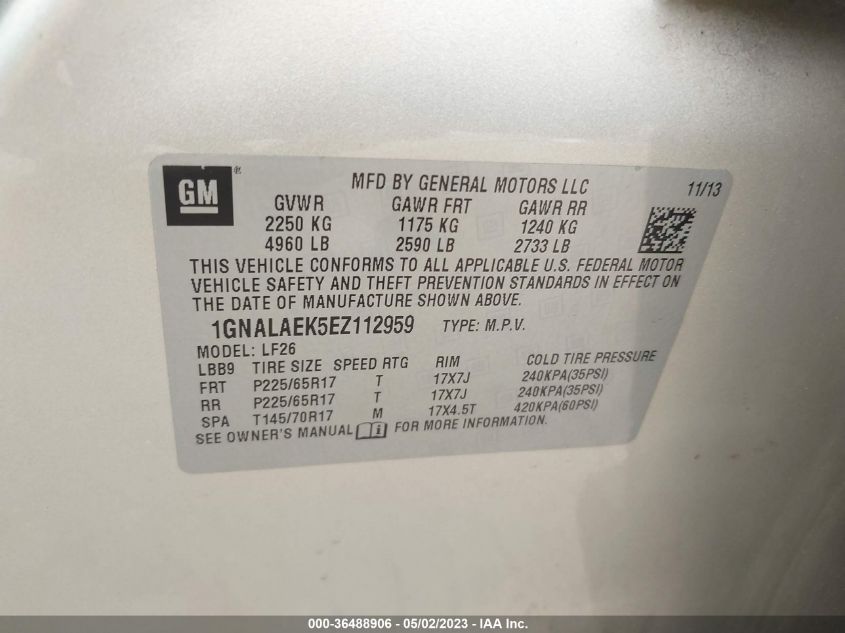 GM®
MFD BY GENERAL MOTORS LLC 11/13
GVWR GAWR FRT GAWR RR
2250 KG 1175 KG 1240 KG
4960 LB 2590 LB 2733 LB
THIS VEHICLE CONFORMS TO ALL APPLICABLE U.S. FEDERAL MOTOR
VEHICLE SAFETY AND THEFT PREVENTION STANDARDS IN EFFECT ON
THE DATE OF MANUFACTURE SHOWN ABOVE.
1GNALAEK5EZ112959 TYPE: M.P.V.
MODEL: LF26
LBB9 TIRE SIZE SPEED RTG RIM COLD TIRE PRESSURE
FRT P225/65R17 T 17X7J 240KPA(35PSI)
RR P225/65R17 T 17X7J 240KPA(35PSI)
SPA T145/70R17 M 17X4.5T 420KPA(60PSI)
SEE OWNER'S MANUAL FOR MORE INFORMATION.
000-36488906 - 05/02/2023 - IAA Inc.